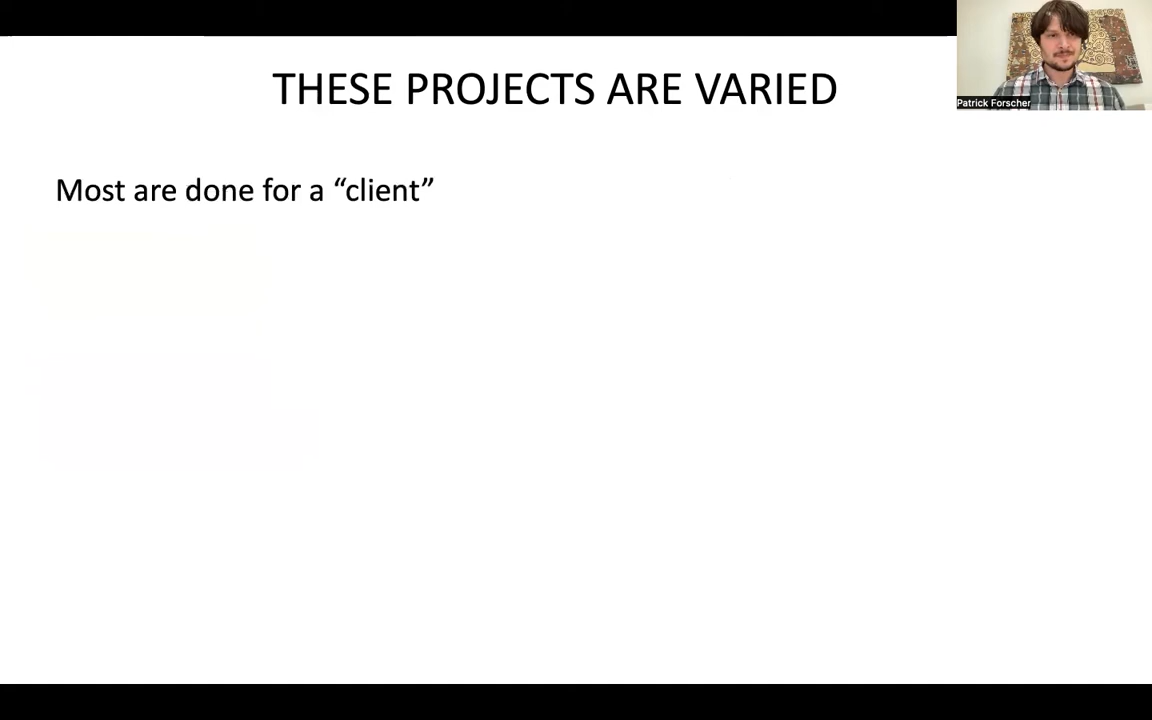 THESE PROJECTS ARE VARIED
Patrick Forscher
Most are done for a “client”